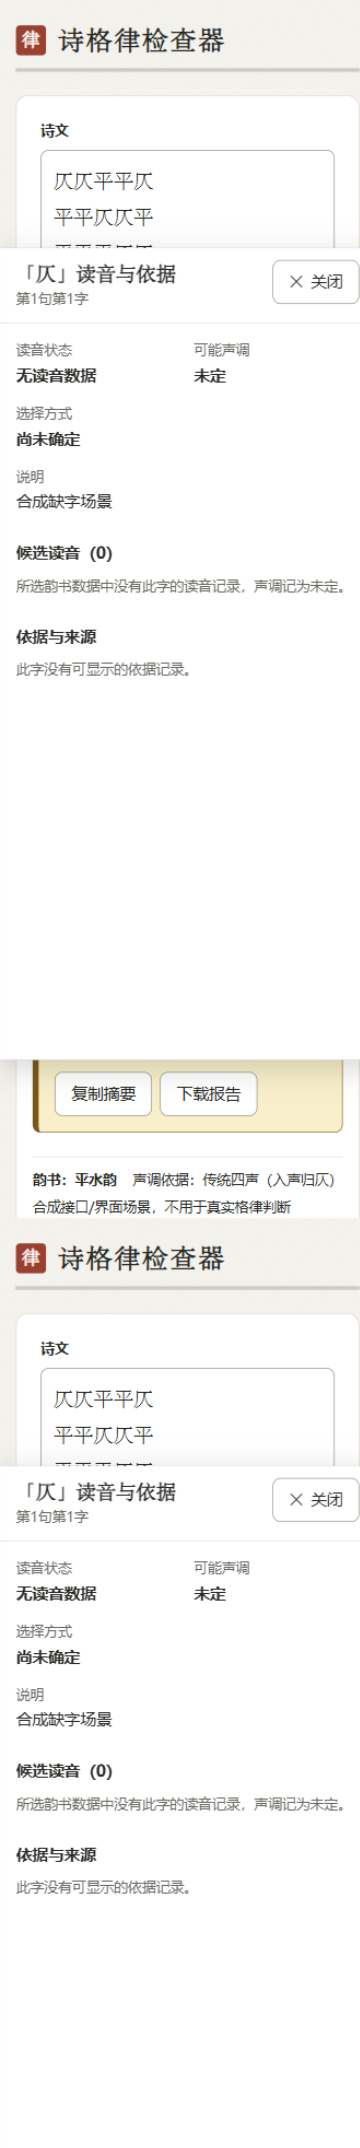 律 诗格律检查器
诗文
仄仄平平仄
平平仄仄平
「仄」读音与依据
× 关闭
第1句第1字
读音状态 可能声调
无读音数据 未定
选择方式
尚未确定
说明
合成缺字场景
候选读音（0）
所选韵书数据中没有此字的读音记录，声调记为未定。
依据与来源
此字没有可显示的依据记录。
复制摘要 下载报告
韵书：平水韵 声调依据：传统四声（入声归仄）
合成接口/界面场景，不用于真实格律判断
律 诗格律检查器
诗文
仄仄平平仄
平平仄仄平
「仄」读音与依据
× 关闭
第1句第1字
读音状态 可能声调
无读音数据 未定
选择方式
尚未确定
说明
合成缺字场景
候选读音（0）
所选韵书数据中没有此字的读音记录，声调记为未定。
依据与来源
此字没有可显示的依据记录。